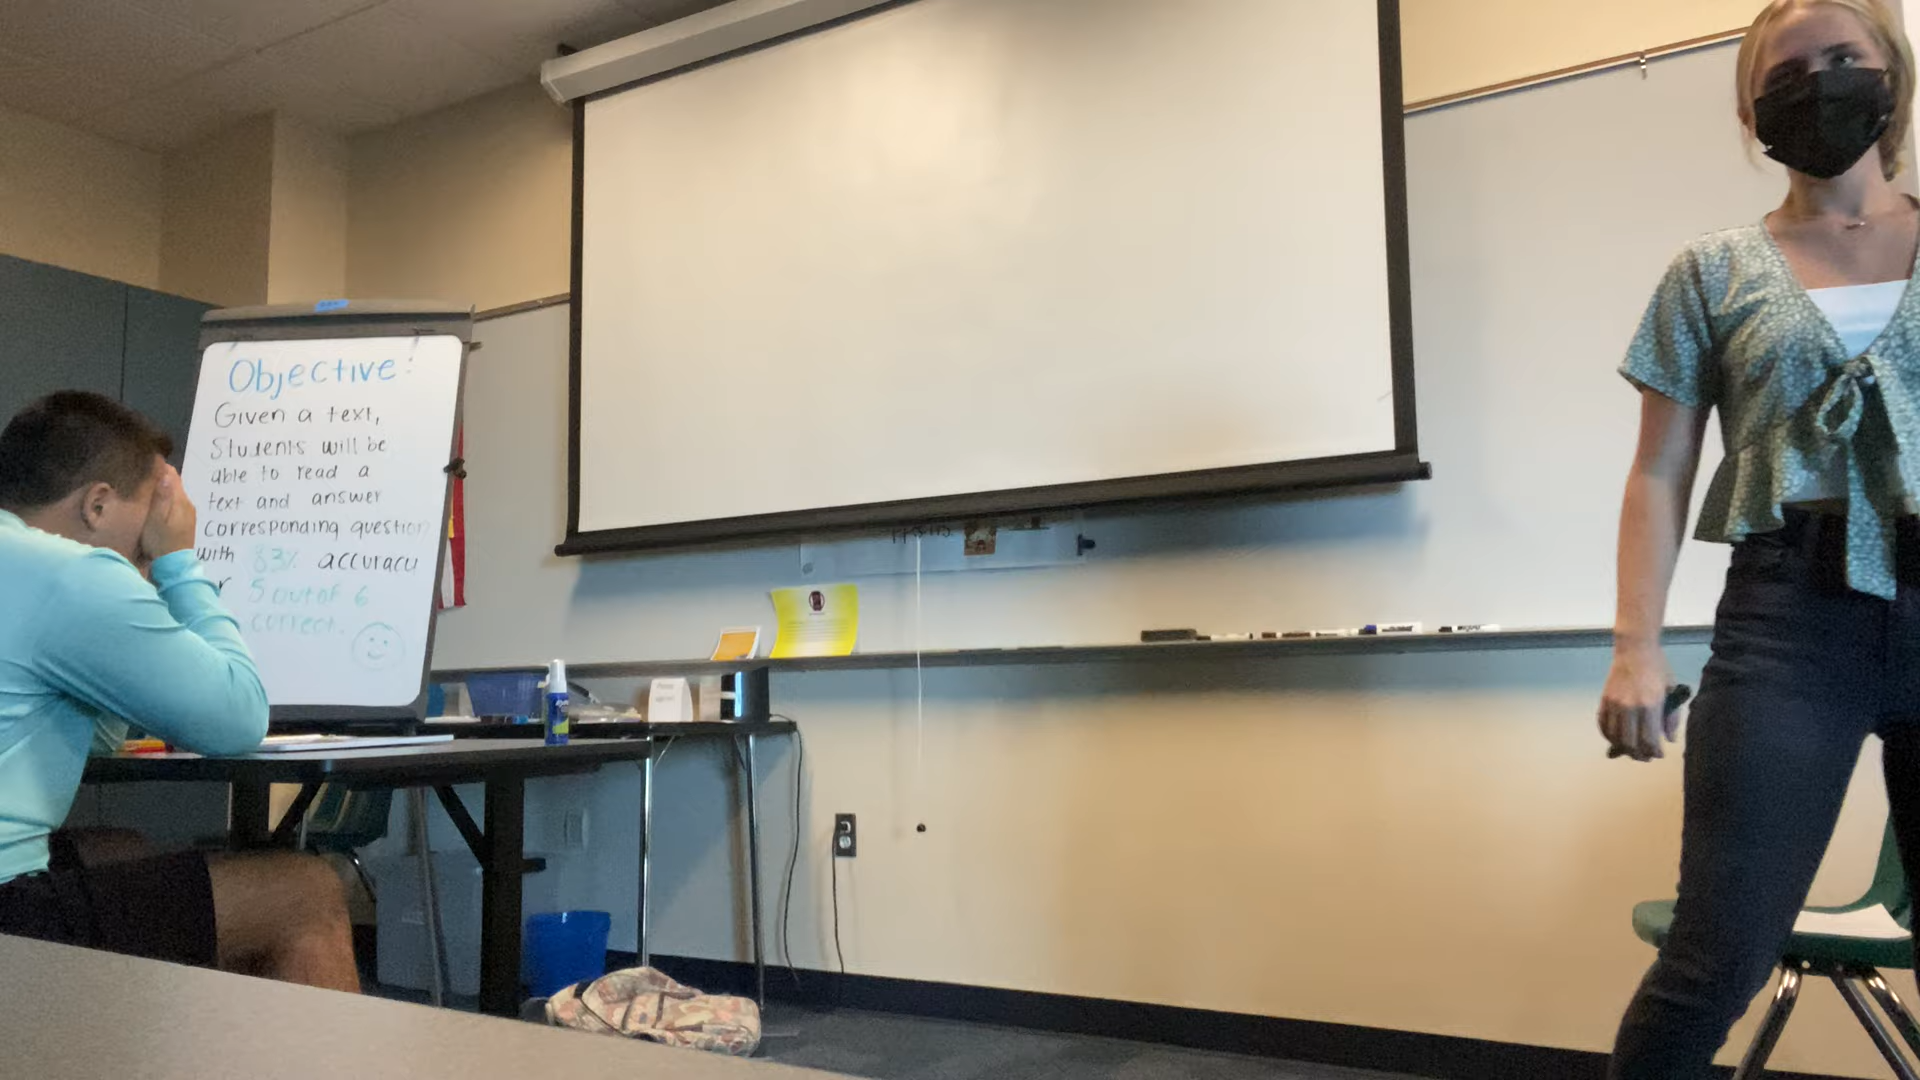 Objective:
Given a text,
Students will be
able to read a
text and answer
corresponding question
with 83% accuracy
5 out of 6
correct.